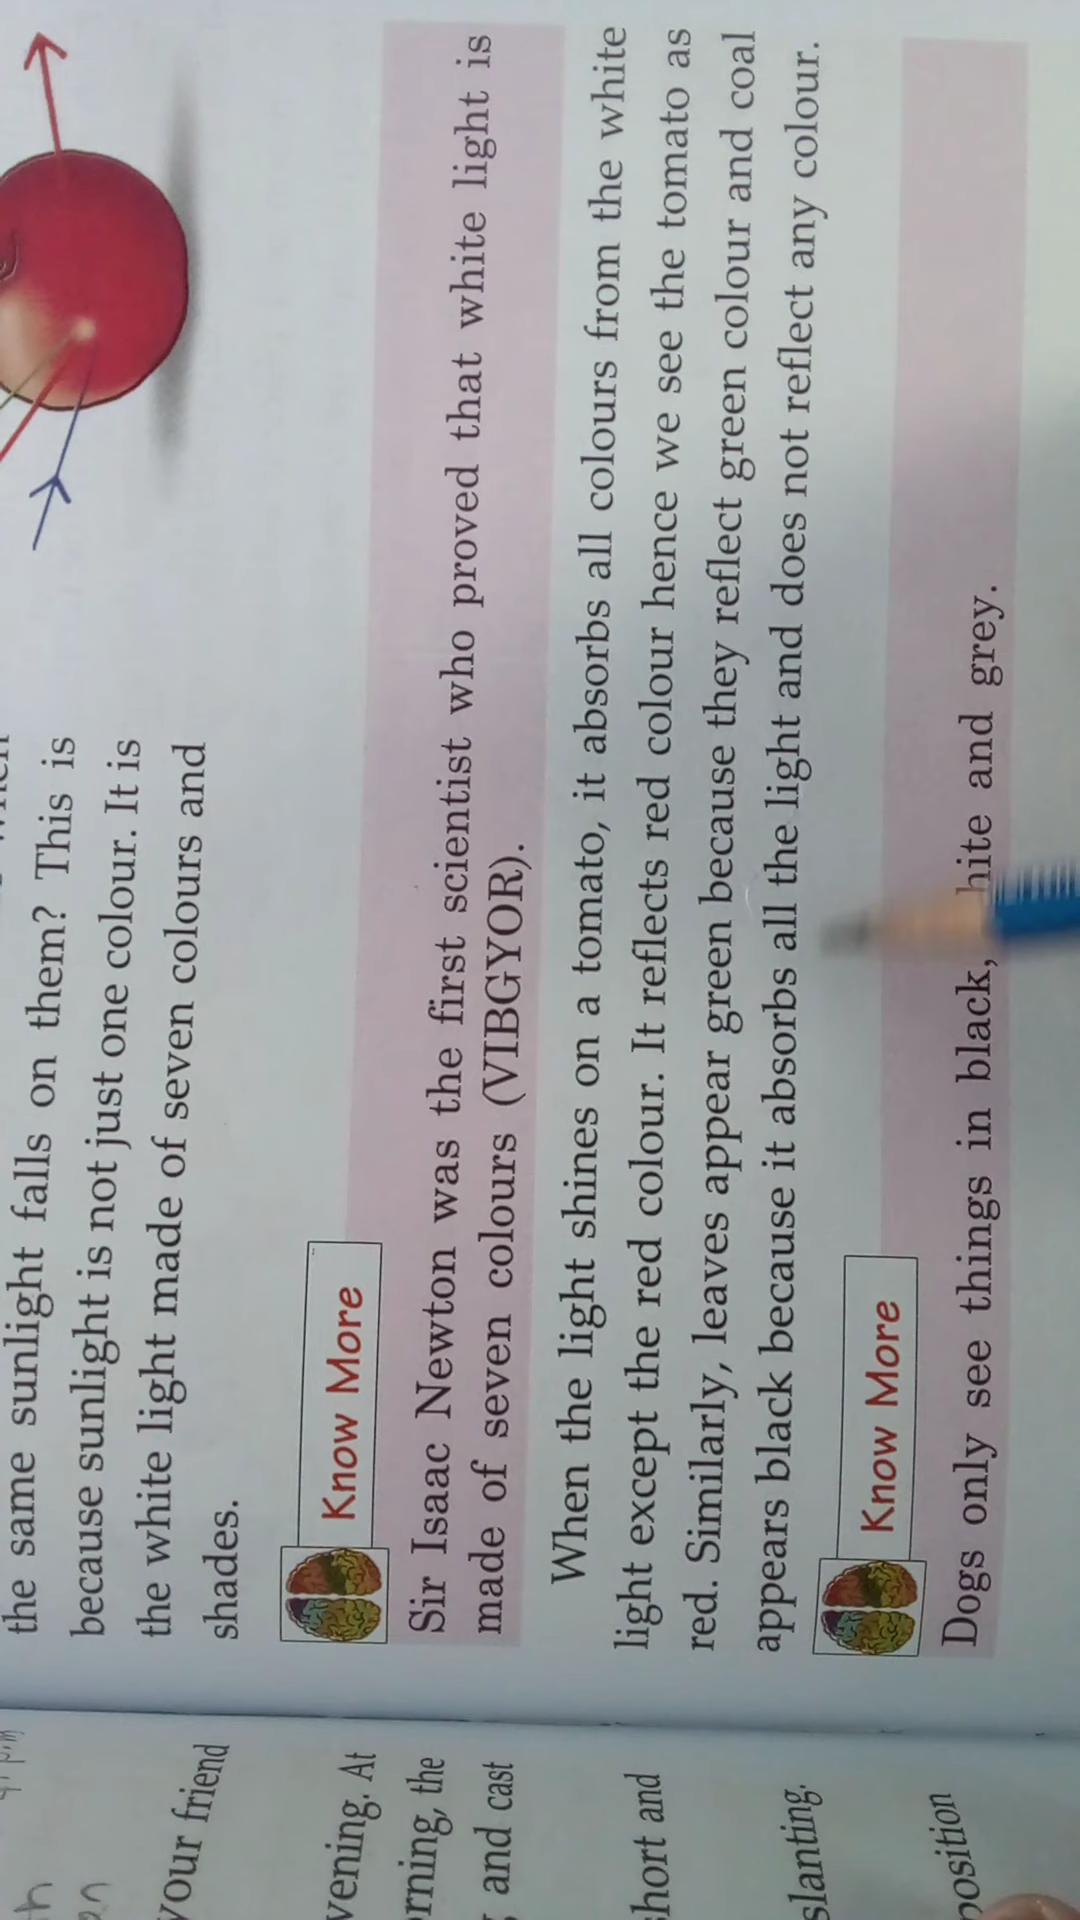 the same sunlight falls on them? This is
because sunlight is not just one colour. It is
the white light made of seven colours and
shades.
Know More
Sir Isaac Newton was the first scientist who proved that white light is
made of seven colours (VIBGYOR).
When the light shines on a tomato, it absorbs all colours from the white
light except the red colour. It reflects red colour hence we see the tomato as
red. Similarly, leaves appear green because they reflect green colour and coal
appears black because it absorbs all the light and does not reflect any colour.
Know More
Dogs only see things in black, hite and grey.
your friend
vening. At
rning, the
and cast
short and
slanting.
position